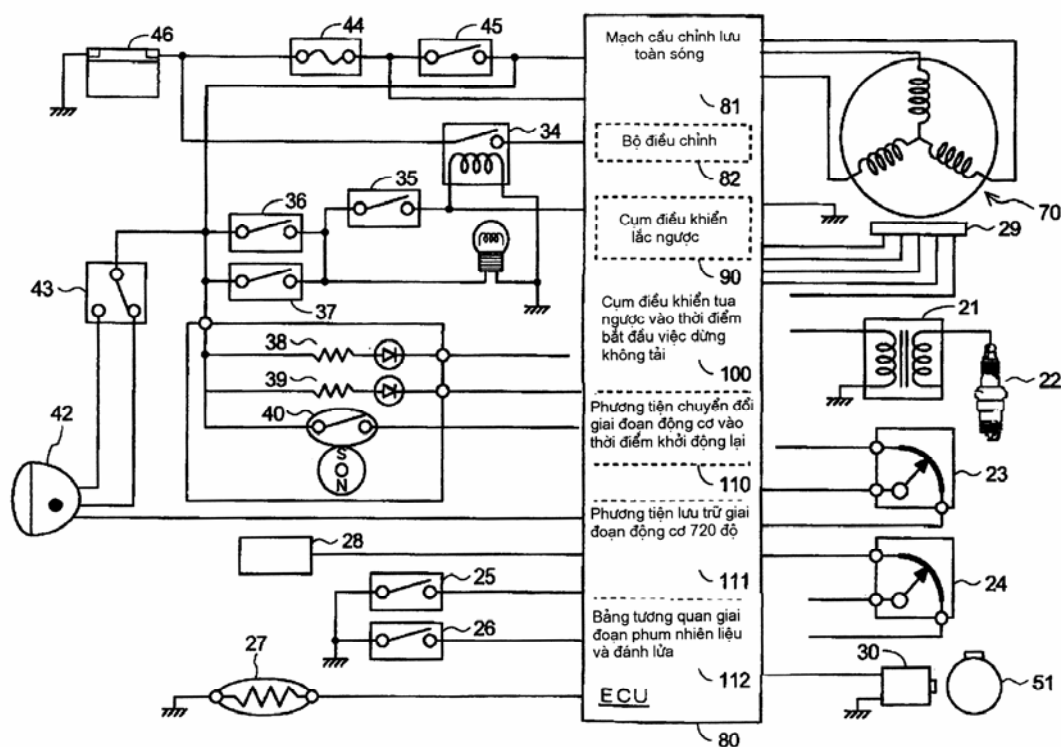 46
44
45
Mạch cấu chỉnh lưu
toàn sóng
81
34
Bộ điều chỉnh
82
35
36
Cụm điều khiển
lắc ngược
90
70
29
43
37
Cụm điều khiển tua
ngược vào thời điểm
bắt đầu việc dừng
không tải
100
21
22
38
39
40
S
N
42
Phương tiện chuyển đổi
giai đoạn động cơ vào
thời điểm khởi động lại
110
23
Phương tiện lưu trữ giai
đoạn động cơ 720 độ
111
28
24
25
26
Bảng tương quan giai
đoạn phum nhiên liệu
và đánh lửa
112
27
30
51
ECU
80